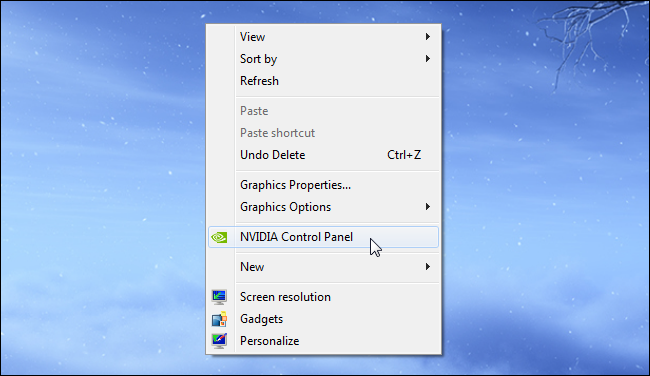 View
Sort by
Refresh
Paste
Paste shortcut
Undo Delete Ctrl+Z
Graphics Properties...
Graphics Options
NVIDIA Control Panel
New
Screen resolution
Gadgets
Personalize